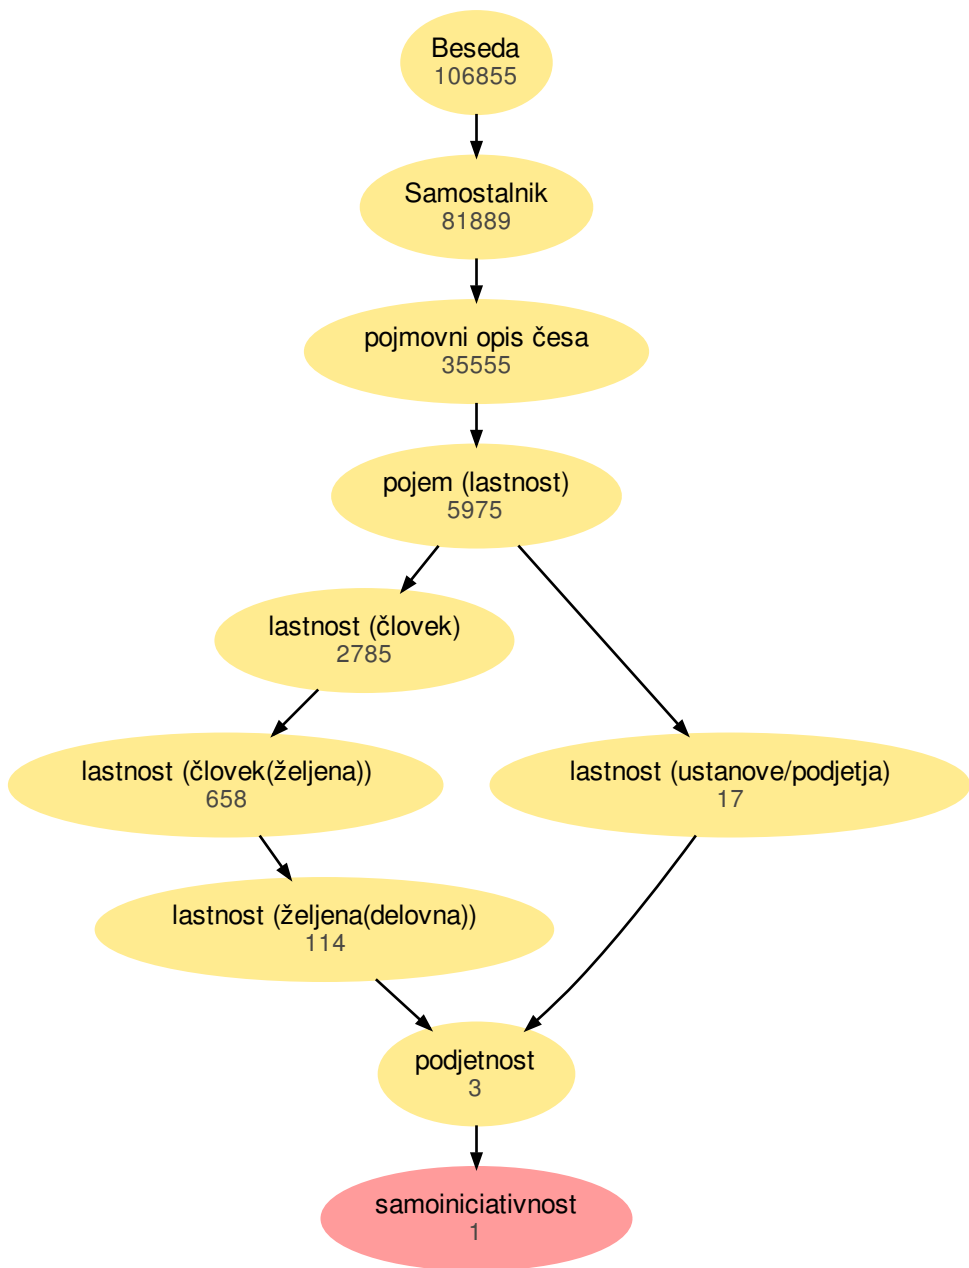 Beseda
106855
Samostalnik
81889
pojmovni opis česa
35555
pojem (lastnost)
5975
lastnost (človek)
2785
lastnost (človek(željena))
658
lastnost (ustanove/podjetja)
17
lastnost (željena(delovna))
114
podjetnost
3
samoiniciativnost
1